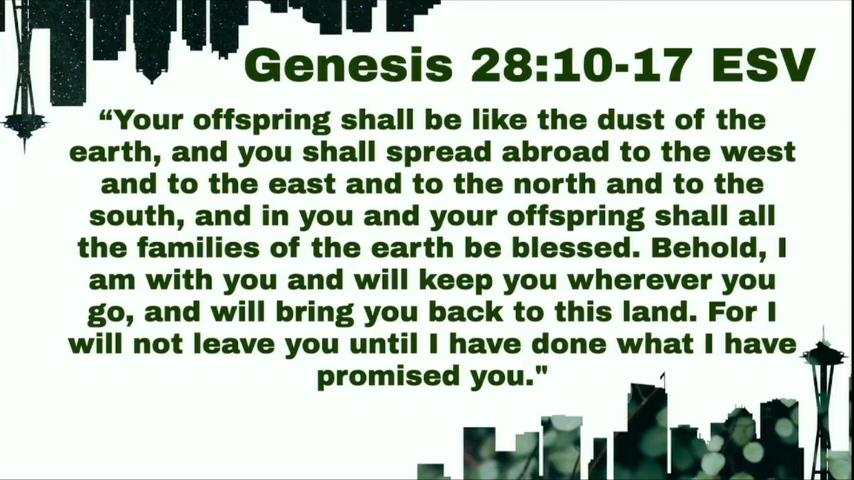 Genesis 28:10-17 ESV
“Your offspring shall be like the dust of the
earth, and you shall spread abroad to the west
and to the east and to the north and to the
south, and in you and your offspring shall all
the families of the earth be blessed. Behold, I
am with you and will keep you wherever you
go, and will bring you back to this land. For I
will not leave you until I have done what I have
promised you."